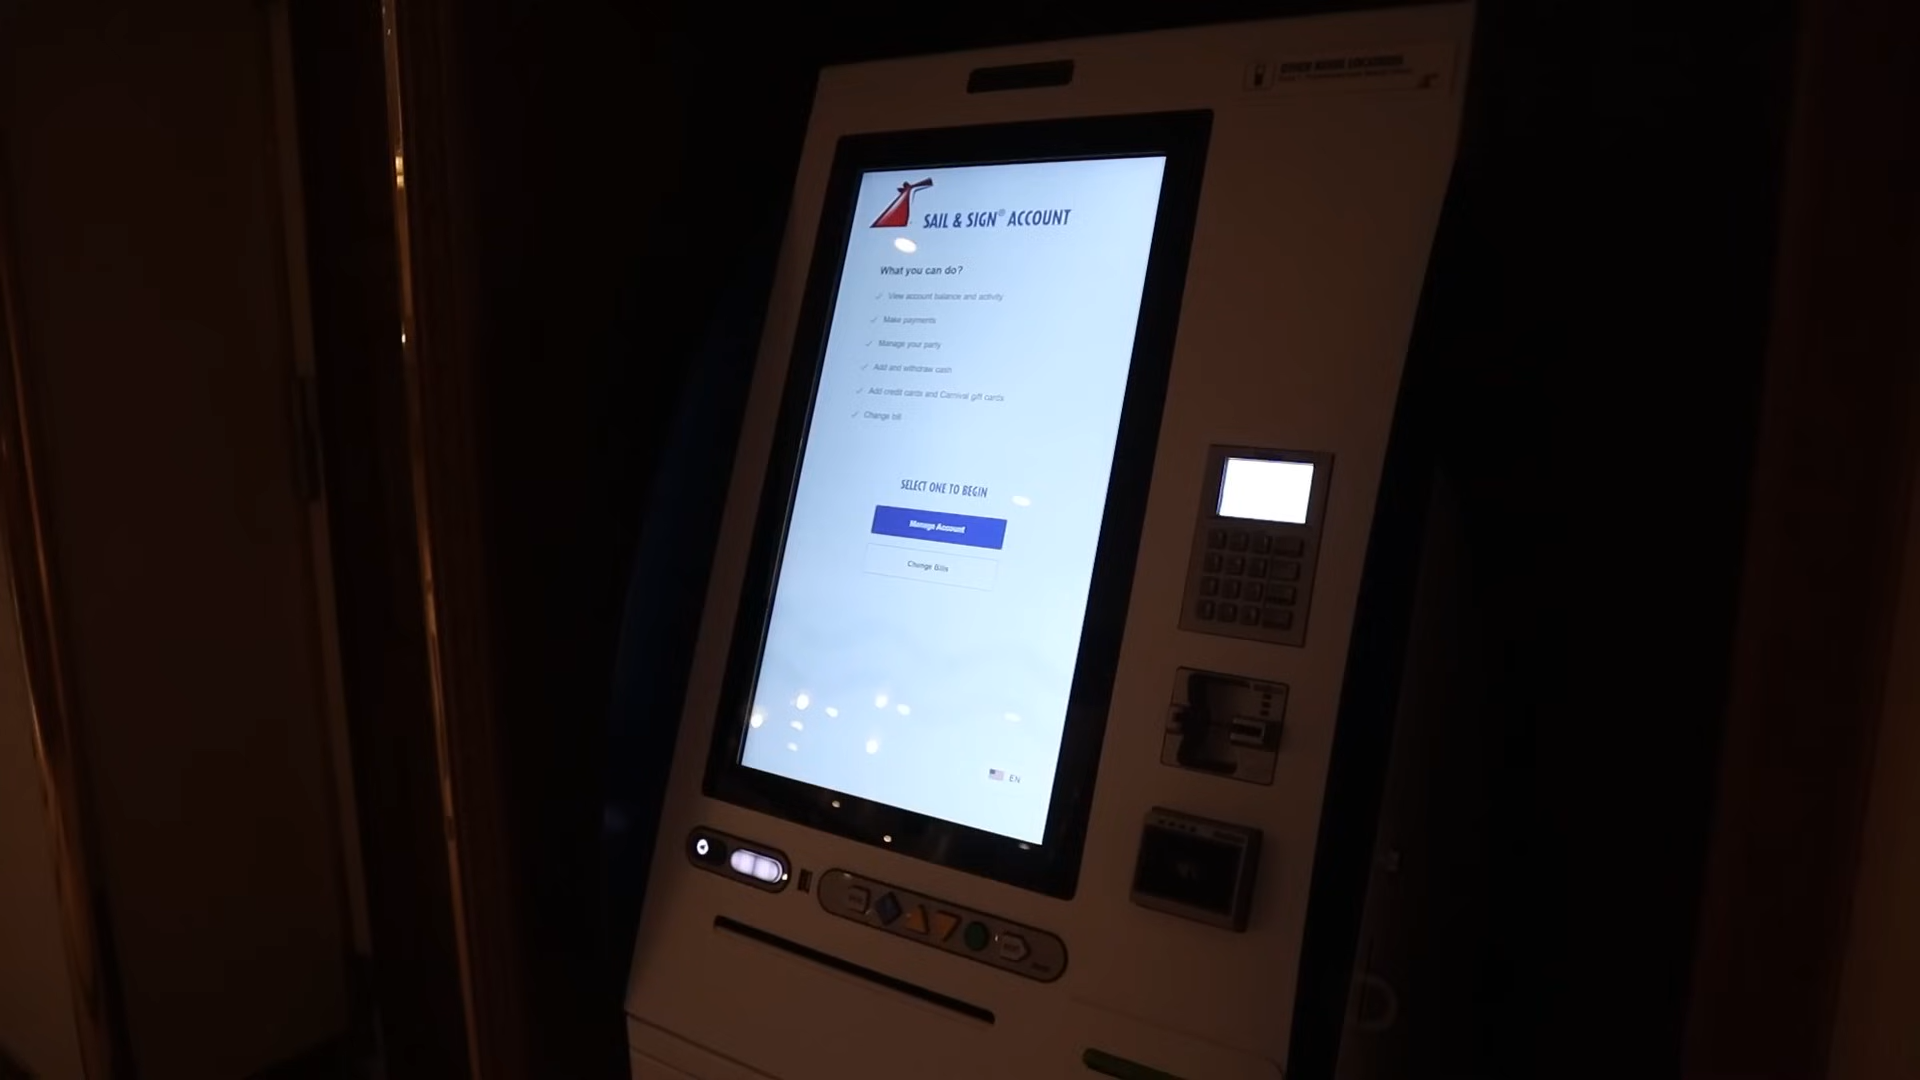 SAIL & SIGN® ACCOUNT
What you can do?
✓ View account balance and activity
✓ Make payments
✓ Manage your party
✓ Add and withdraw cash
✓ Add credit cards and Carnival gift cards
✓ Change bill
SELECT ONE TO BEGIN
Manage Account
Change Bills
EN